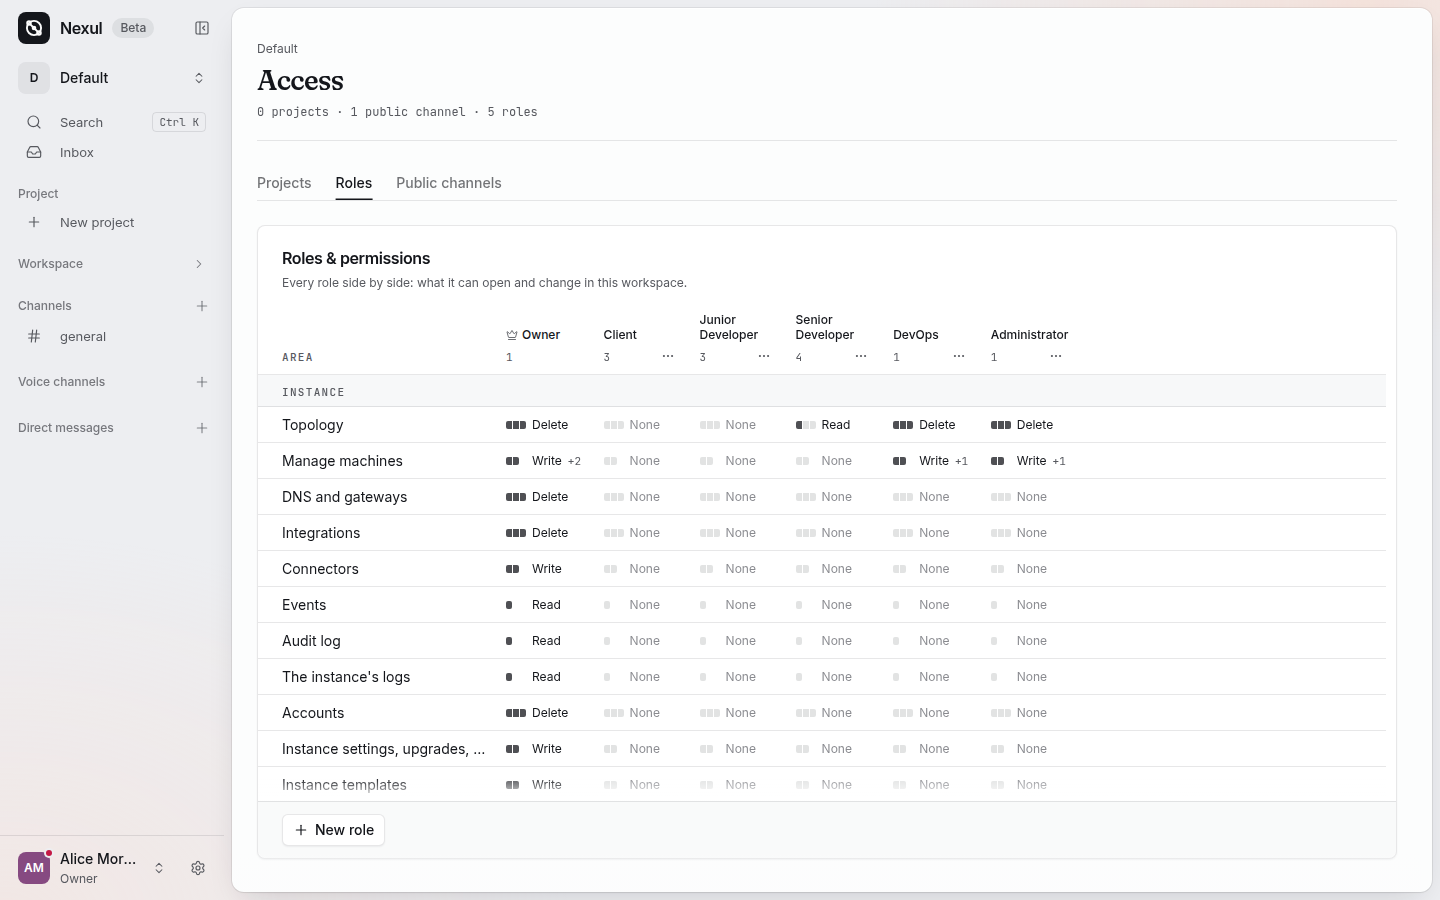 Nexul Beta
D Default
Search Ctrl K
Inbox
Project
New project
Workspace
Channels
general
Voice channels
Direct messages
AM Alice Mor...
Owner
Default
Access
0 projects · 1 public channel · 5 roles
Projects Roles Public channels
Roles & permissions
Every role side by side: what it can open and change in this workspace.
AREA Owner 1 Client 3 ... Junior Developer 3 ... Senior Developer 4 ... DevOps 1 ... Administrator 1 ...
INSTANCE
Topology Delete None None Read Delete Delete
Manage machines Write +2 None None None Write +1 Write +1
DNS and gateways Delete None None None None None
Integrations Delete None None None None None
Connectors Write None None None None None
Events Read None None None None None
Audit log Read None None None None None
The instance's logs Read None None None None None
Accounts Delete None None None None None
Instance settings, upgrades, ... Write None None None None None
Instance templates Write None None None None None
New role